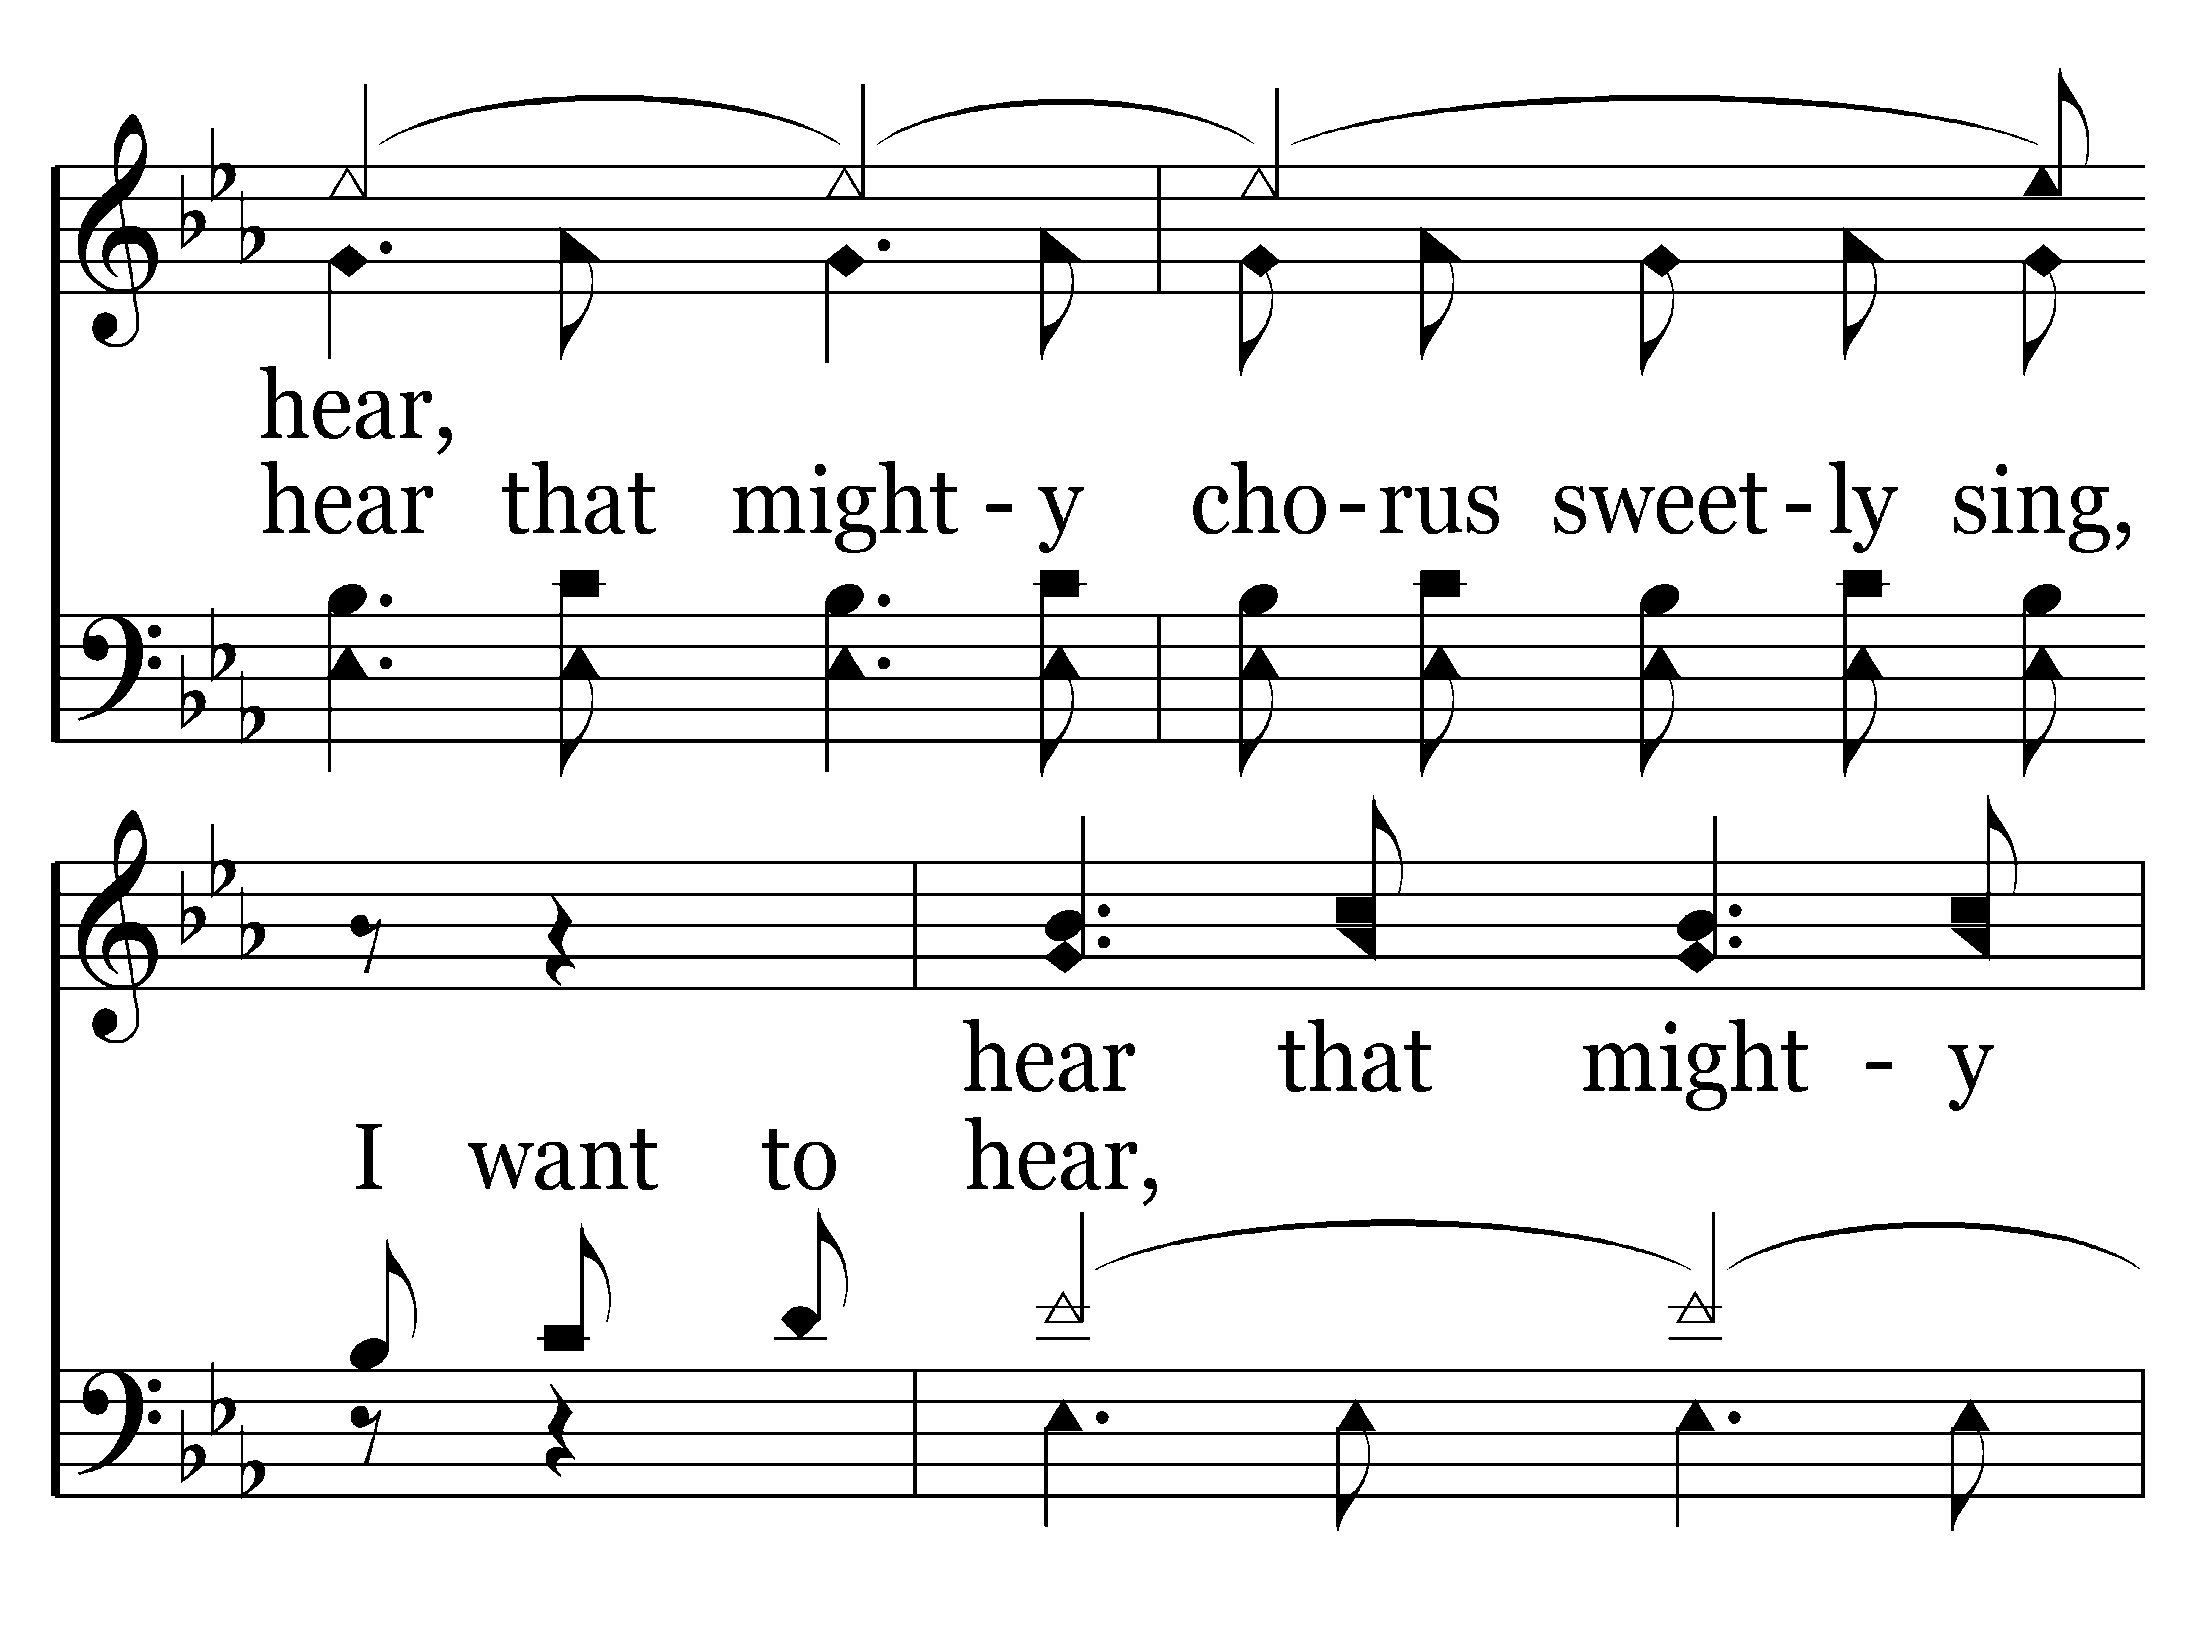 hear,
hear that might - y cho - rus sweet - ly sing,
hear that might - y
I want to hear,